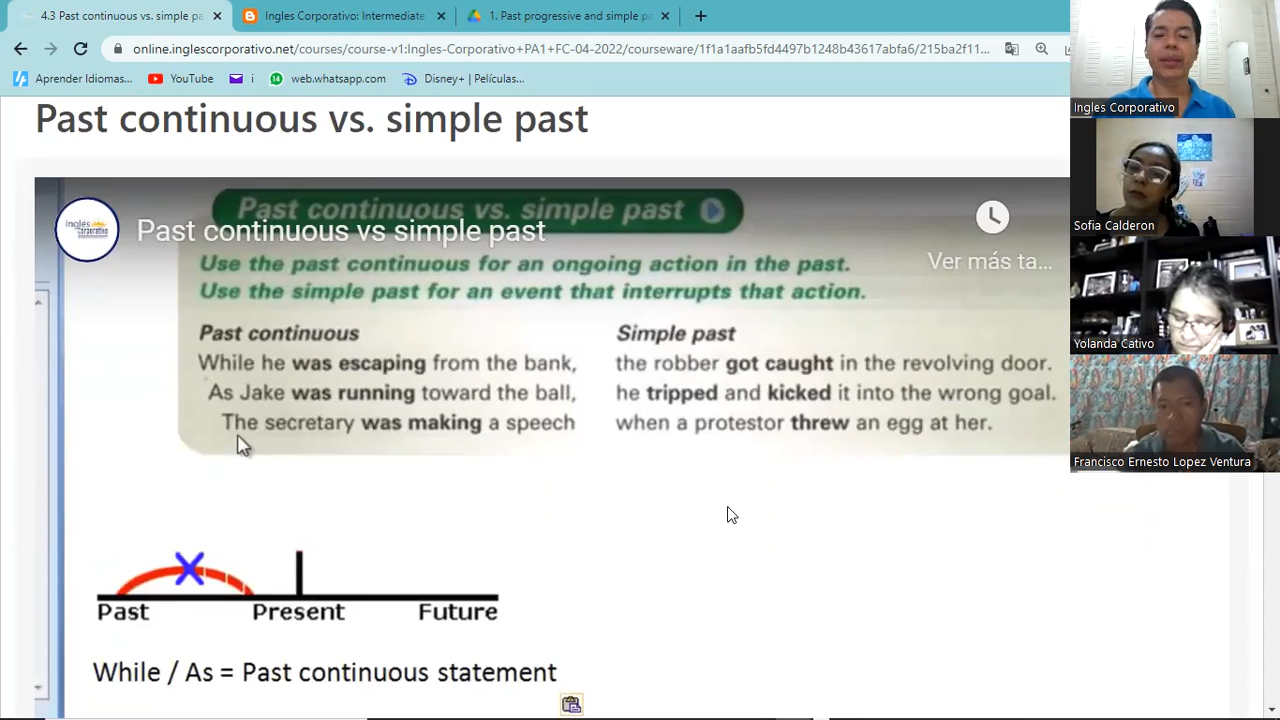 4.3 Past continuous vs. simple pa
Ingles Corporativo: Intermediate
1. Past progressive and simple pa
online.inglescorporativo.net/courses/course-v1:Ingles-Corporativo+PA1+FC-04-2022/courseware/1f1a1aafb5fd4497b1248b43617abfa6/215ba2f11...
Aprender Idiomas...
YouTube
i
14
web.whatsapp.com
Disney+ | Películas...
Past continuous vs. simple past
Past continuous vs. simple past
Inglés
Corporativo
Past continuous vs simple past
Ver más ta...
Use the past continuous for an ongoing action in the past.
Use the simple past for an event that interrupts that action.
Past continuous Simple past
While he was escaping from the bank, the robber got caught in the revolving door.
As Jake was running toward the ball, he tripped and kicked it into the wrong goal.
The secretary was making a speech when a protestor threw an egg at her.
Past Present Future
While / As = Past continuous statement
Ingles Corporativo
Sofia Calderon
Yolanda Cativo
Francisco Ernesto Lopez Ventura